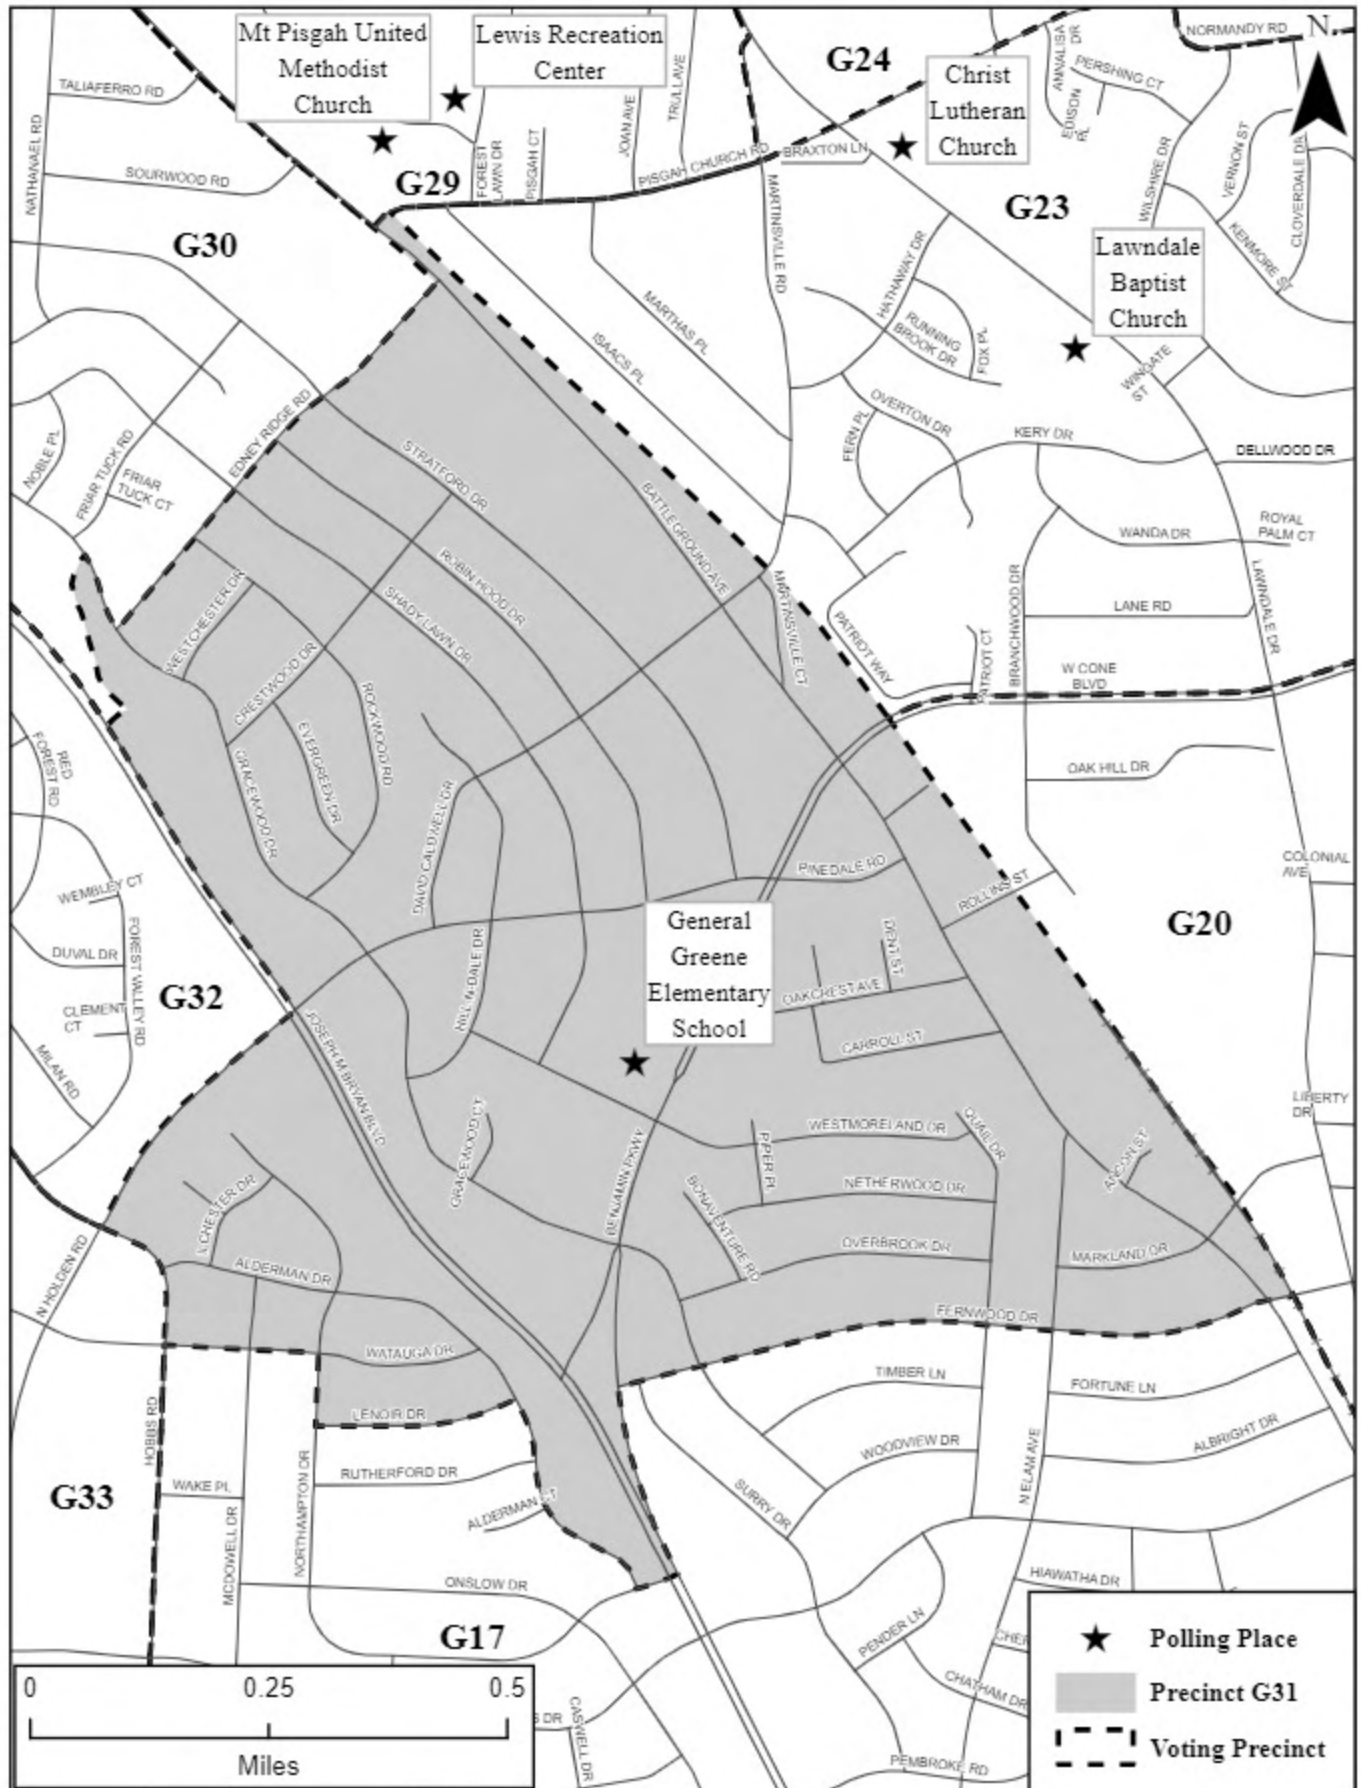 Mt Pisgah United
Methodist
Church
Lewis Recreation
Center
G24
Christ
Lutheran
Church
ANNALISA
DR
PERSHING CT
EDISON
PL
NORMANDY RD
N
TALIAFERRO RD
NATHANAEL RD
SOURWOOD RD
G29
FOREST
LAWN DR
PISGAH CT
JOAN AVE
TRULL AVE
PISGAH CHURCH RD
BRAXTON LN
MARTINSVILLE RD
G23
WILSHIRE DR
VERNON ST
CLOVERDALE DR
KENMORE ST
G30
Lawndale
Baptist
Church
HATHAWAY DR
RUNNING
BROOK DR
FOX PL
MARTHAS PL
ISAACS PL
WINGATE
ST
OVERTON DR
FERN PL
KERY DR
DELLWOOD DR
NOBLE PL
FRIAR TUCK RD
FRIAR
TUCK CT
EDNEY RIDGE RD
STRATFORD DR
BATTLEGROUND AVE
ROYAL
PALM CT
WANDA DR
ROBIN HOOD DR
SHADY LAWN DR
MARTINSVILLE CT
PATRIOT WAY
PATRIOT CT
BRANCHWOOD DR
LANE RD
LAWNDALE DR
W CONE
BLVD
WESTCHESTER DR
CRESTWOOD DR
ROCKWOOD RD
EVERGREEN DR
GRACEWOOD DR
RED
FOREST RD
OAK HILL DR
DAVID CALDWELL DR
PINEDALE RD
ROLLINS ST
COLONIAL
AVE
WEMBLEY CT
DUVAL DR
FOREST VALLEY RD
CLEMENT
CT
MILAN RD
G32
General
Greene
Elementary
School
DENT ST
G20
HILL-N-DALE DR
OAKCREST AVE
CARROLL ST
JOSEPH M BRYAN BLVD
LIBERTY
DR
GRACEWOOD CT
BENJAMIN PKWY
PIPER PL
WESTMORELAND DR
QUAIL DR
ANCON ST
NETHERWOOD DR
BONAVENTURE RD
OVERBROOK DR
MARKLAND DR
CHESTER DR
ALDERMAN DR
N HOLDEN RD
FERNWOOD DR
WATAUGA DR
TIMBER LN
FORTUNE LN
LENOIR DR
HOBBS RD
WOODVIEW DR
ALBRIGHT DR
N ELAM AVE
G33
WAKE PL
RUTHERFORD DR
MCDOWELL DR
NORTHAMPTON DR
ALDERMAN CT
SURRY DR
ONSLOW DR
HIAWATHA DR
G17
PENDER LN
CHATHAM DR
CASWELL DR
PEMBROKE RD
0 0.25 0.5
Miles
Polling Place
Precinct G31
Voting Precinct